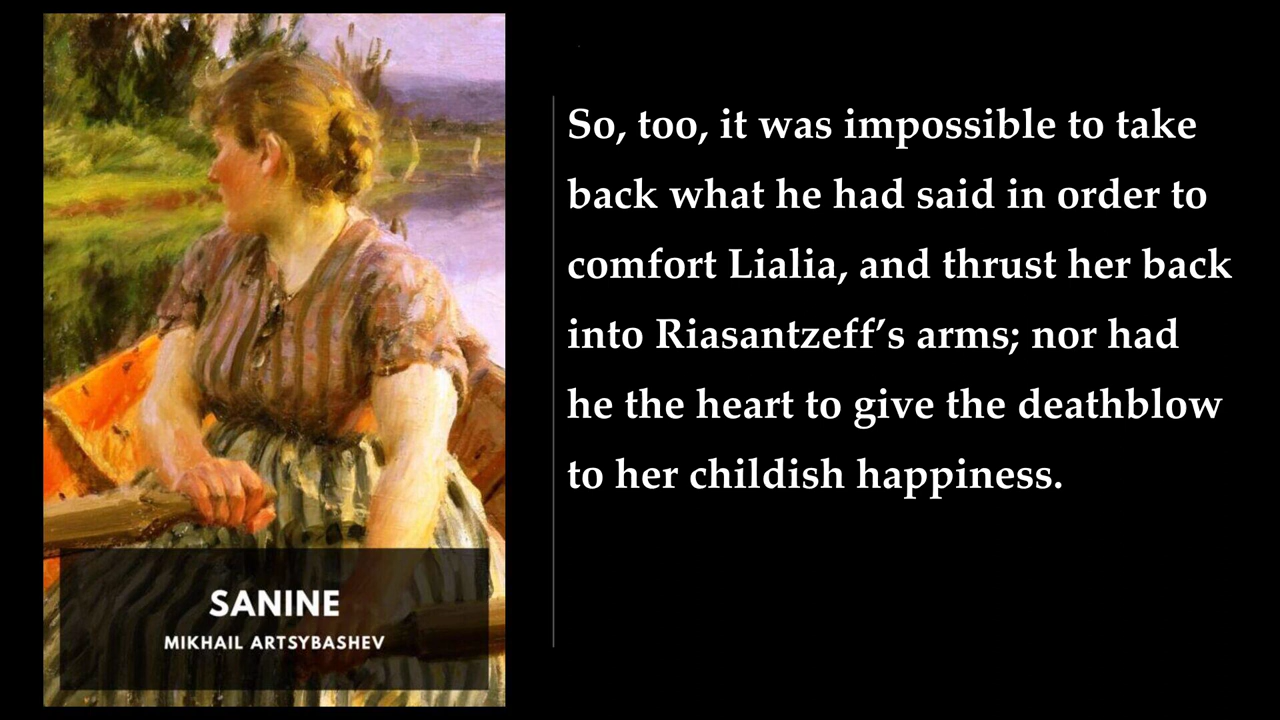 So, too, it was impossible to take
back what he had said in order to
comfort Lialia, and thrust her back
into Riasantzeff’s arms; nor had
he the heart to give the deathblow
to her childish happiness.
SANINE
MIKHAIL ARTSYBASHEV